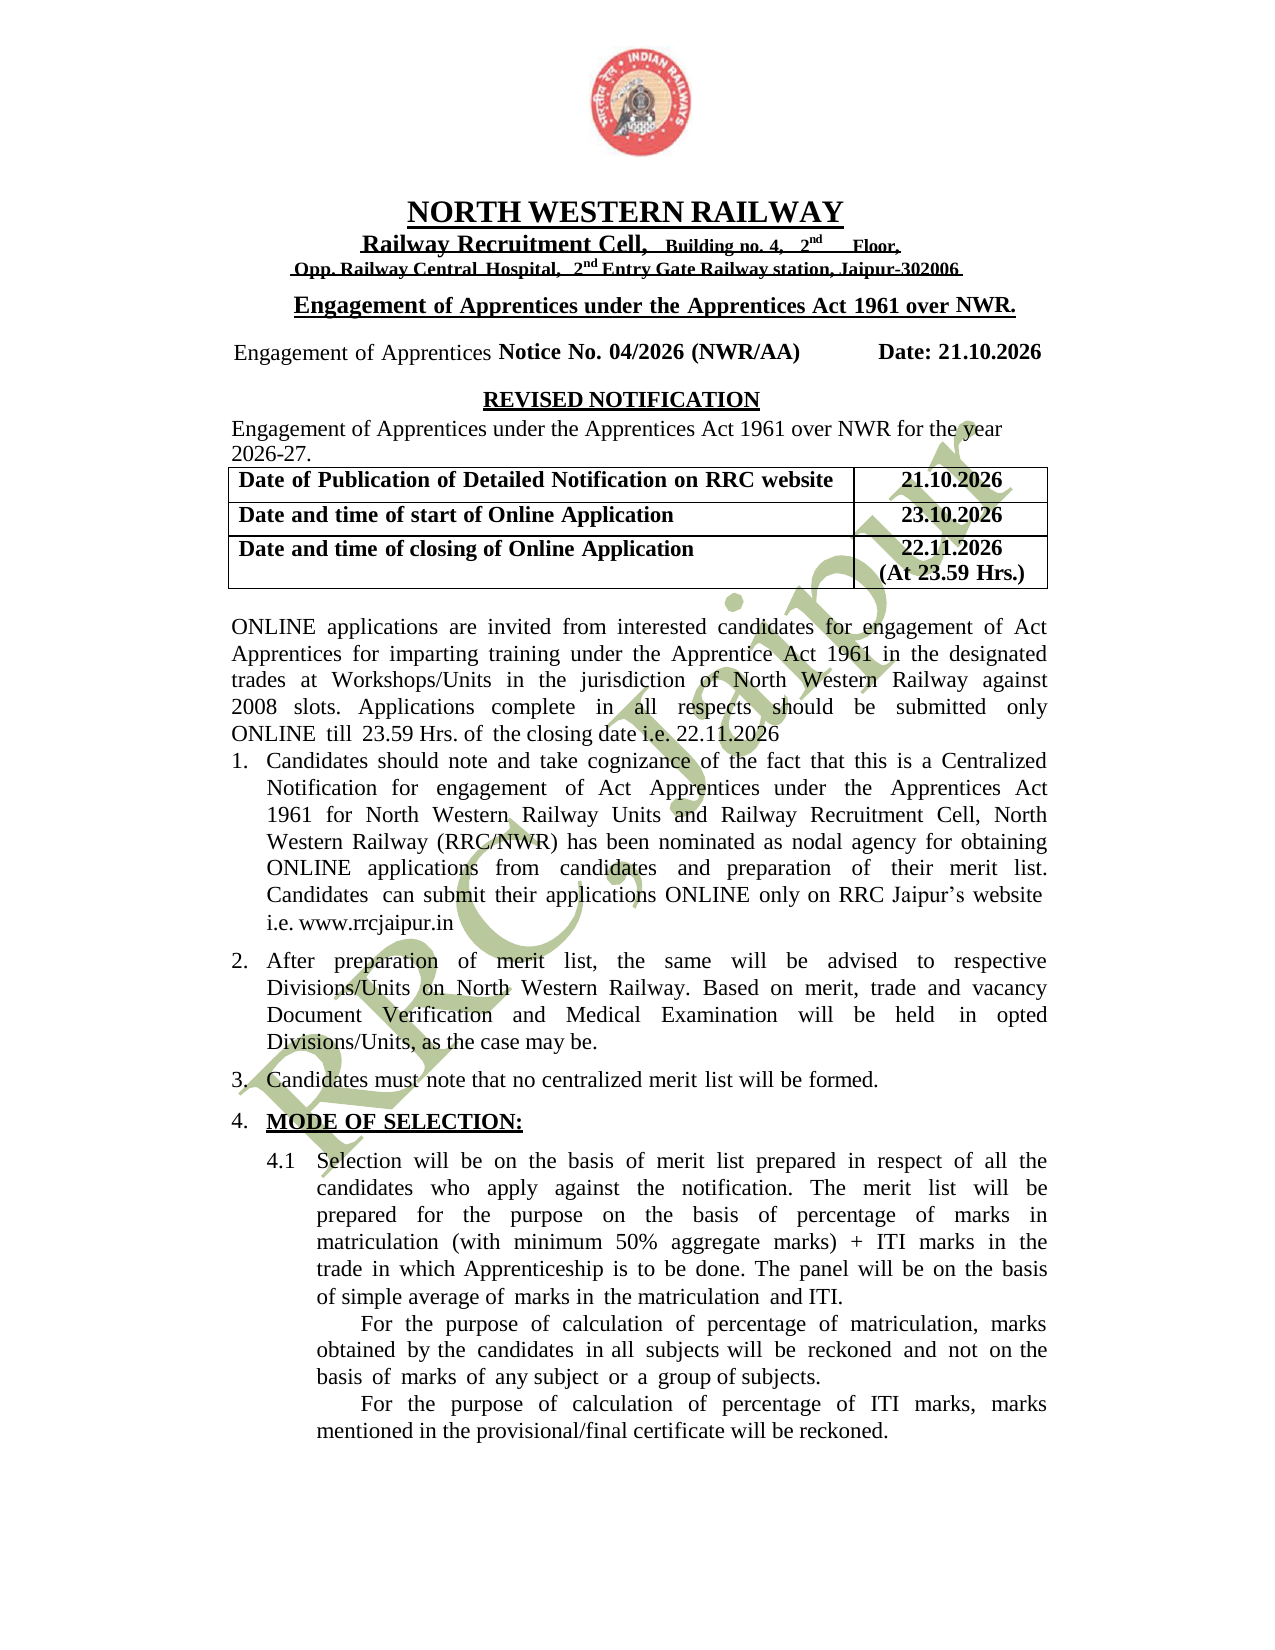 भारतीय रेल • INDIAN RAILWAYS
NORTH WESTERN RAILWAY
Railway Recruitment Cell, Building no. 4, 2nd Floor,
Opp. Railway Central Hospital, 2nd Entry Gate Railway station, Jaipur-302006
Engagement of Apprentices under the Apprentices Act 1961 over NWR.
Engagement of Apprentices Notice No. 04/2026 (NWR/AA) Date: 21.10.2026
REVISED NOTIFICATION
Engagement of Apprentices under the Apprentices Act 1961 over NWR for the year
2026-27.
Date of Publication of Detailed Notification on RRC website 21.10.2026
Date and time of start of Online Application 23.10.2026
Date and time of closing of Online Application 22.11.2026
(At 23.59 Hrs.)
ONLINE applications are invited from interested candidates for engagement of Act
Apprentices for imparting training under the Apprentice Act 1961 in the designated
trades at Workshops/Units in the jurisdiction of North Western Railway against
2008 slots. Applications complete in all respects should be submitted only
ONLINE till 23.59 Hrs. of the closing date i.e. 22.11.2026
1. Candidates should note and take cognizance of the fact that this is a Centralized
Notification for engagement of Act Apprentices under the Apprentices Act
1961 for North Western Railway Units and Railway Recruitment Cell, North
Western Railway (RRC/NWR) has been nominated as nodal agency for obtaining
ONLINE applications from candidates and preparation of their merit list.
Candidates can submit their applications ONLINE only on RRC Jaipur’s website
i.e. www.rrcjaipur.in
2. After preparation of merit list, the same will be advised to respective
Divisions/Units on North Western Railway. Based on merit, trade and vacancy
Document Verification and Medical Examination will be held in opted
Divisions/Units, as the case may be.
3. Candidates must note that no centralized merit list will be formed.
4. MODE OF SELECTION:
4.1 Selection will be on the basis of merit list prepared in respect of all the
candidates who apply against the notification. The merit list will be
prepared for the purpose on the basis of percentage of marks in
matriculation (with minimum 50% aggregate marks) + ITI marks in the
trade in which Apprenticeship is to be done. The panel will be on the basis
of simple average of marks in the matriculation and ITI.
For the purpose of calculation of percentage of matriculation, marks
obtained by the candidates in all subjects will be reckoned and not on the
basis of marks of any subject or a group of subjects.
For the purpose of calculation of percentage of ITI marks, marks
mentioned in the provisional/final certificate will be reckoned.
RRC, Jaipur